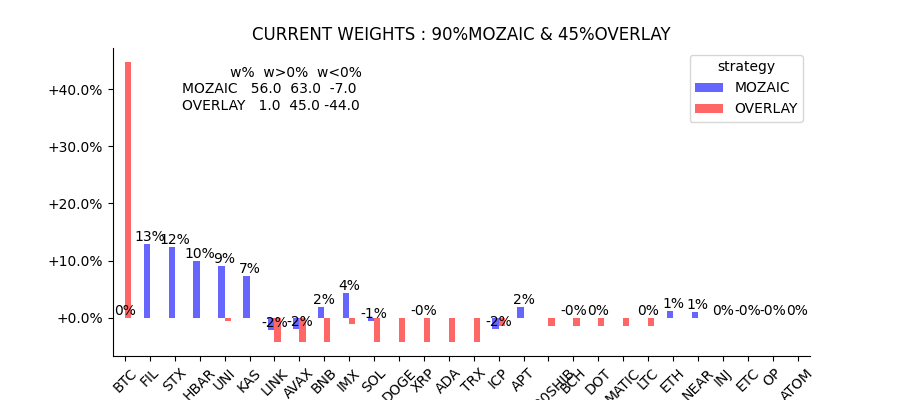 CURRENT WEIGHTS : 90%MOZAIC & 45%OVERLAY
w% w>0% w<0%
MOZAIC 56.0 63.0 -7.0
OVERLAY 1.0 45.0 -44.0
strategy
MOZAIC
OVERLAY
+40.0%
+30.0%
+20.0%
+10.0%
+0.0%
0% 13% 12% 10% 9% 7% -2% -2% 2% 4% -1% -0% -2% 2% -0% 0% 0% 1% 1% 0% -0% -0% 0%
BTC FIL STX HBAR UNI KAS LINK AVAX BNB IMX SOL DOGE XRP ADA TRX ICP APT BCH DOT MATIC LTC ETH NEAR INJ ETC OP ATOM